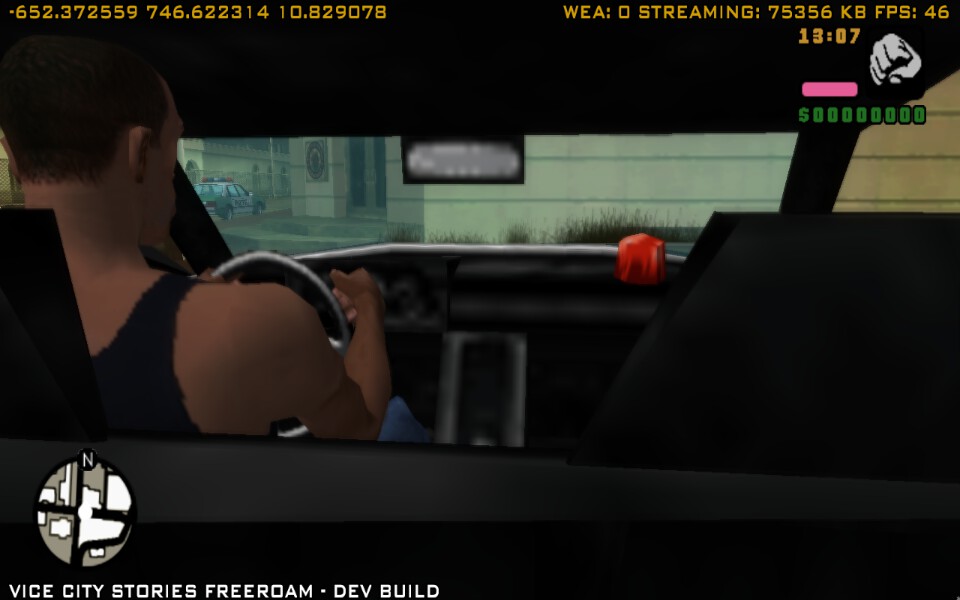 -652.372559 746.622314 10.829078
WEA: 0 STREAMING: 75356 KB FPS: 46
13:07
$00000000
N
VICE CITY STORIES FREEROAM - DEV BUILD